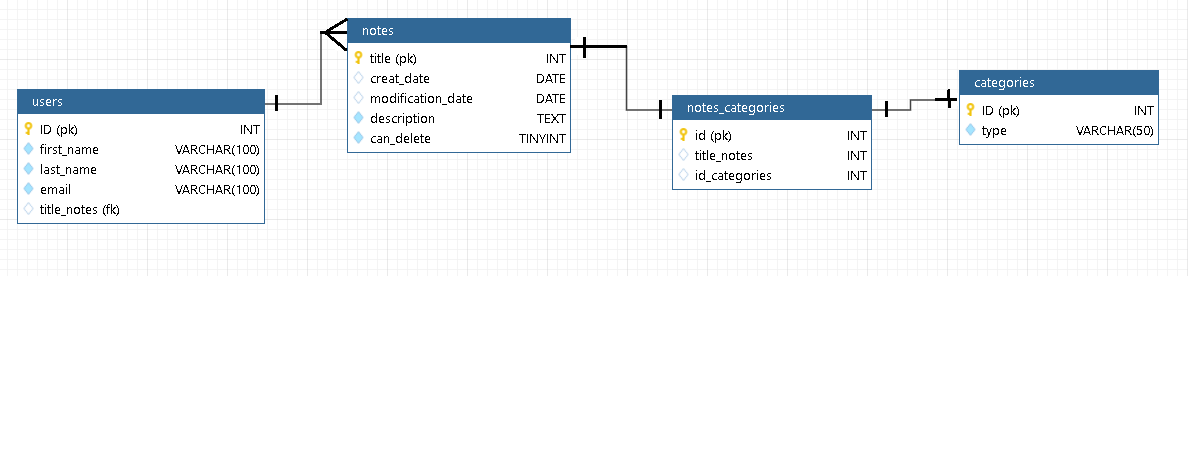 users
ID (pk) INT
first_name VARCHAR(100)
last_name VARCHAR(100)
email VARCHAR(100)
title_notes (fk)
notes
title (pk) INT
creat_date DATE
modification_date DATE
description TEXT
can_delete TINYINT
notes_categories
id (pk) INT
title_notes INT
id_categories INT
categories
ID (pk) INT
type VARCHAR(50)